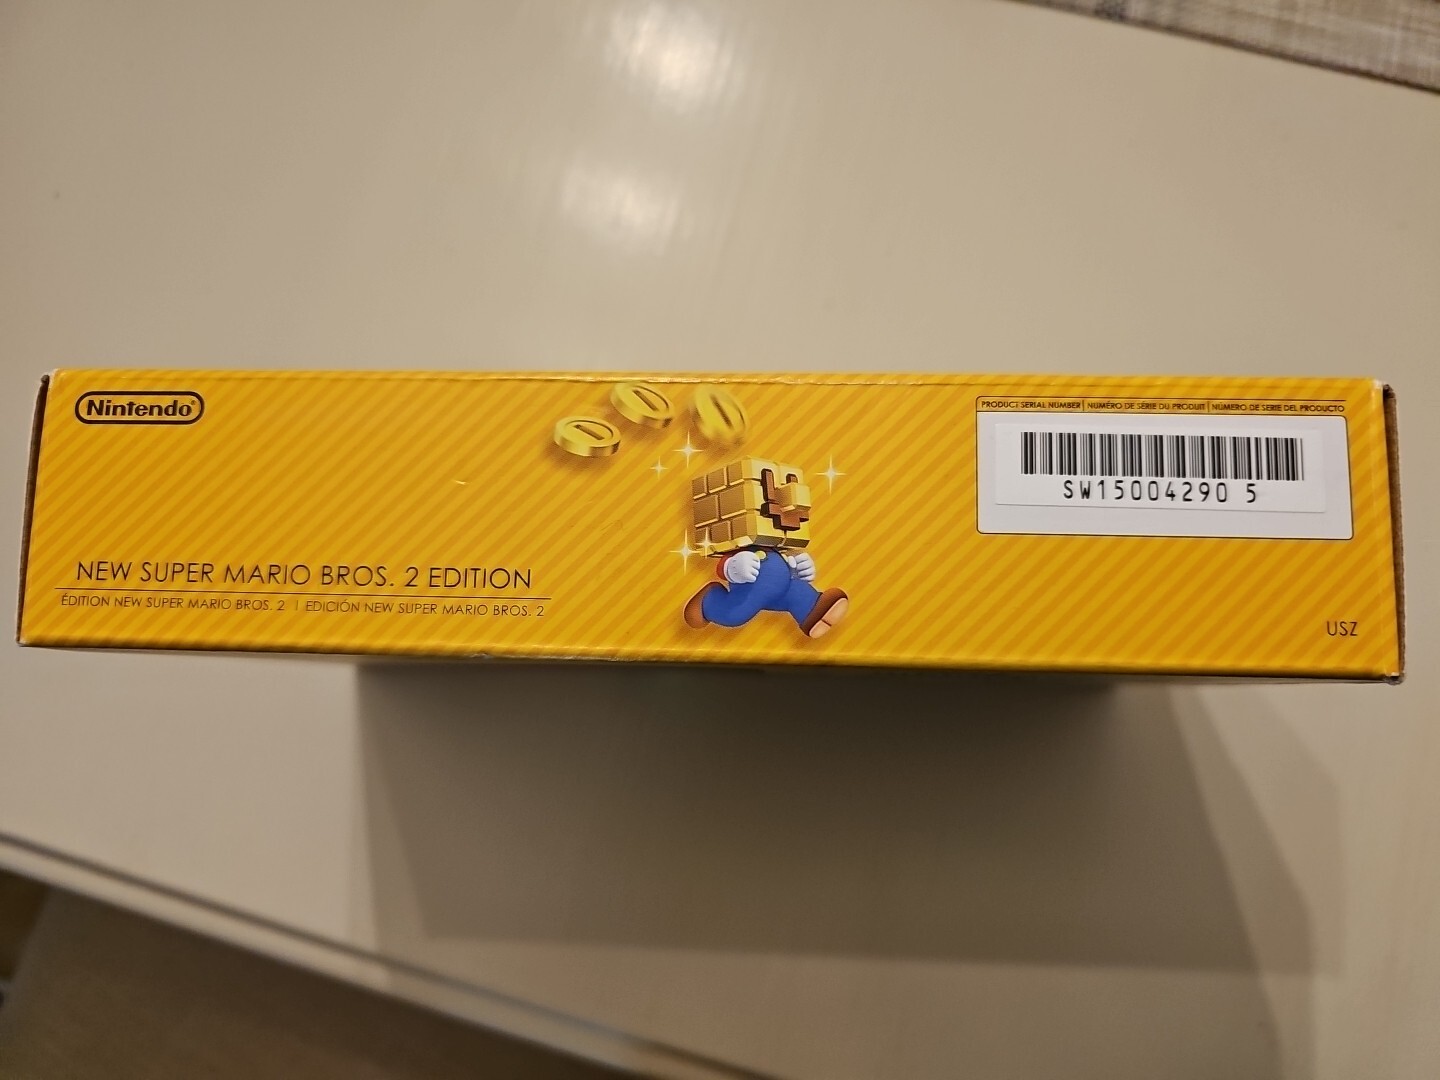 Nintendo®
NEW SUPER MARIO BROS. 2 EDITION
ÉDITION NEW SUPER MARIO BROS. 2 | EDICIÓN NEW SUPER MARIO BROS. 2
PRODUCT SERIAL NUMBER | NUMÉRO DE SÉRIE DU PRODUIT | NÚMERO DE SERIE DEL PRODUCTO
SW15004290 5
USZ